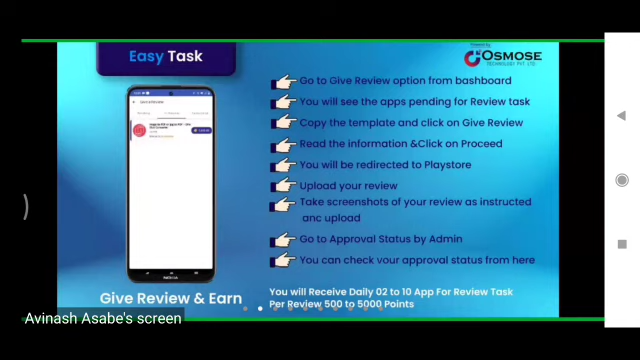 Powered by
OSMOSE
TECHNOLOGY PVT. LTD.
Easy Task
Go to Give Review option from bashboard
You will see the apps pending for Review task
Copy the template and click on Give Review
Read the information &Click on Proceed
You will be redirected to Playstore
Upload your review
Take screenshots of your review as instructed
anc upload
Go to Approval Status by Admin
You can check your approval status from here
NOKIA
Give Review & Earn
You will Receive Daily 02 to 10 App For Review Task
Per Review 500 to 5000 Points
Avinash Asabe's screen